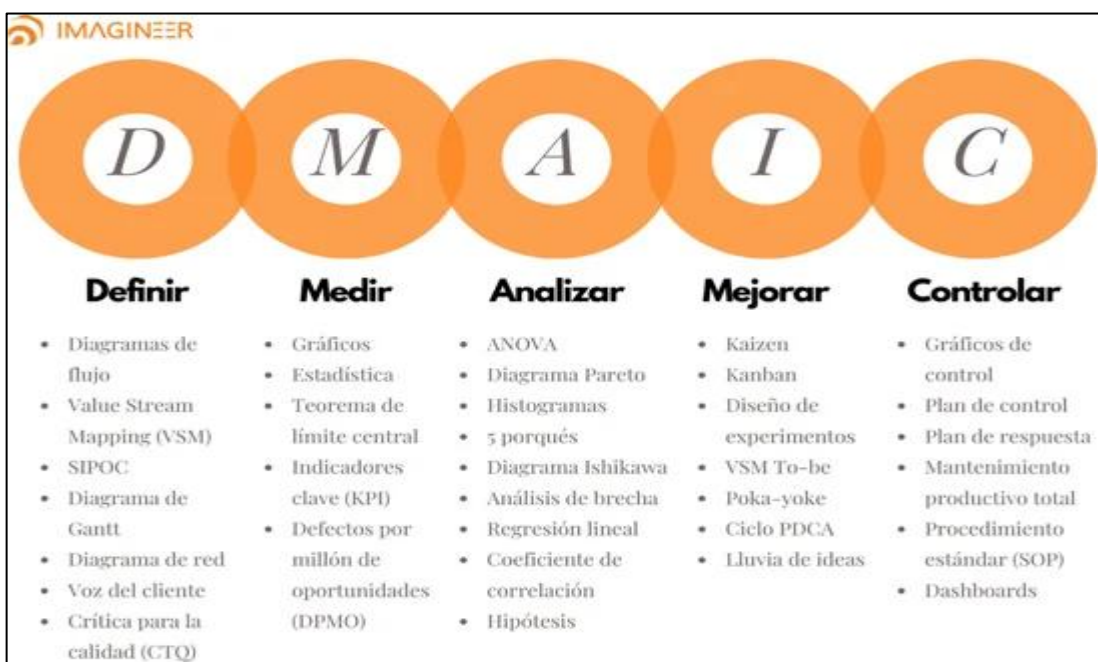 IMAGINEER
D M A I C
Definir
• Diagramas de
flujo
• Value Stream
Mapping (VSM)
• SIPOC
• Diagrama de
Gantt
• Diagrama de red
• Voz del cliente
• Crítica para la
calidad (CTQ)
Medir
• Gráficos
• Estadística
• Teorema de
límite central
• Indicadores
clave (KPI)
• Defectos por
millón de
oportunidades
(DPMO)
Analizar
• ANOVA
• Diagrama Pareto
• Histogramas
• 5 porqués
• Diagrama Ishikawa
• Análisis de brecha
• Regresión lineal
• Coeficiente de
correlación
• Hipótesis
Mejorar
• Kaizen
• Kanban
• Diseño de
experimentos
• VSM To-be
• Poka-yoke
• Ciclo PDCA
• Lluvia de ideas
Controlar
• Gráficos de
control
• Plan de control
• Plan de respuesta
• Mantenimiento
productivo total
• Procedimiento
estándar (SOP)
• Dashboards